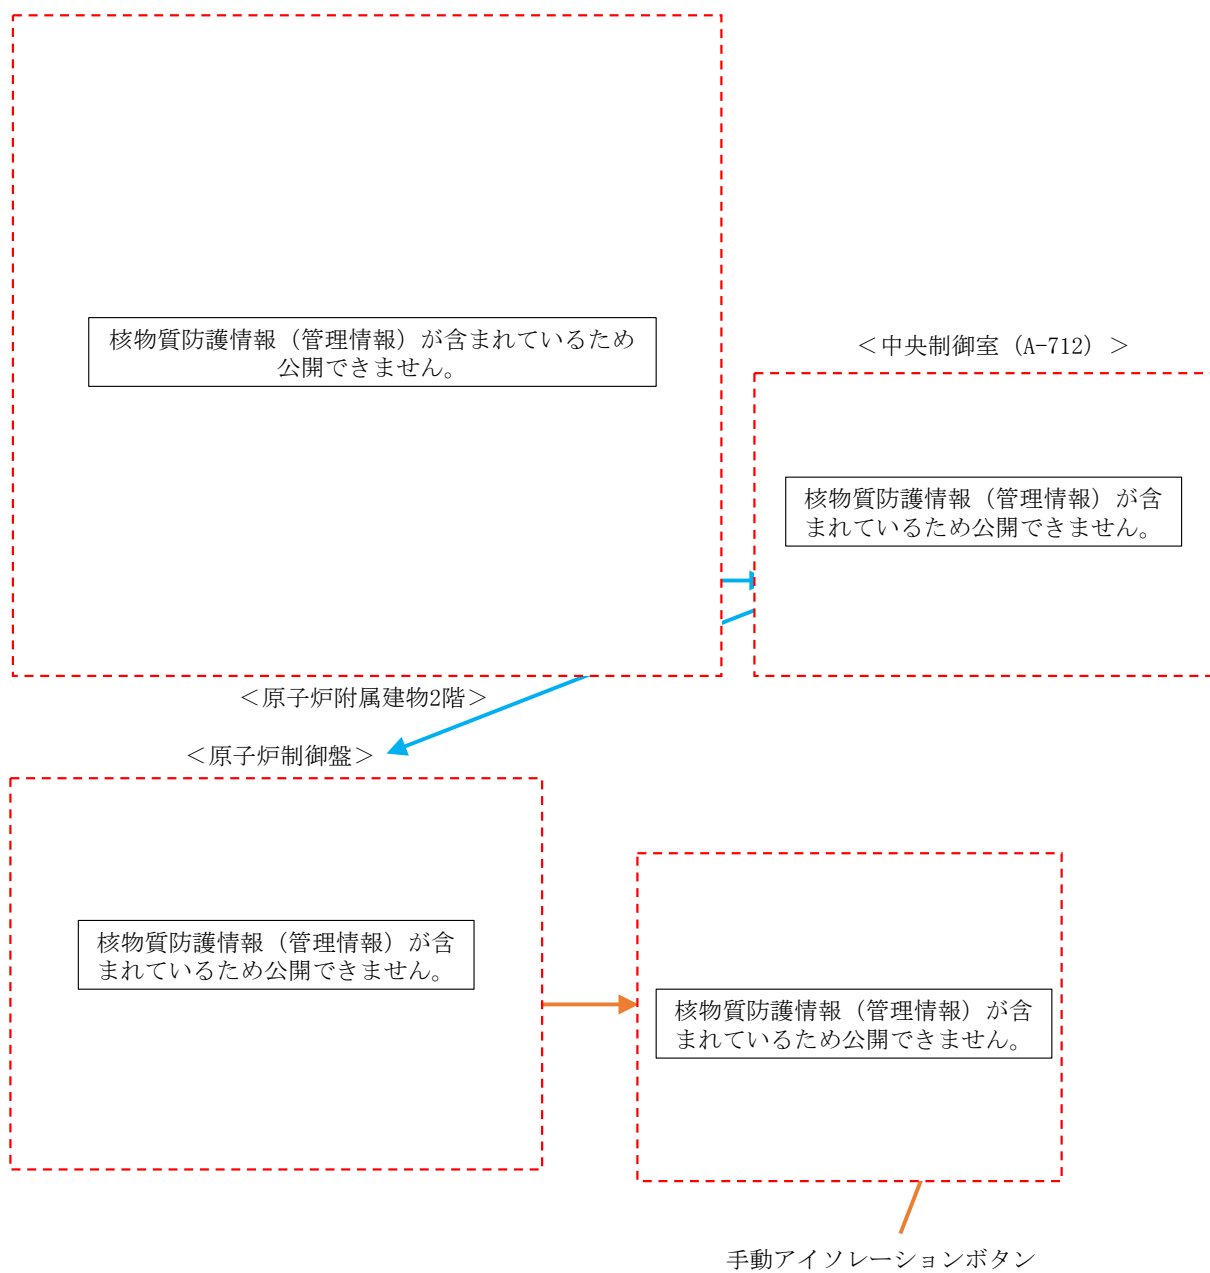 核物質防護情報（管理情報）が含まれているため
公開できません。
＜中央制御室（A-712）＞
核物質防護情報（管理情報）が含
まれているため公開できません。
＜原子炉附属建物2階＞
＜原子炉制御盤＞
核物質防護情報（管理情報）が含
まれているため公開できません。
核物質防護情報（管理情報）が含
まれているため公開できません。
手動アイソレーションボタン